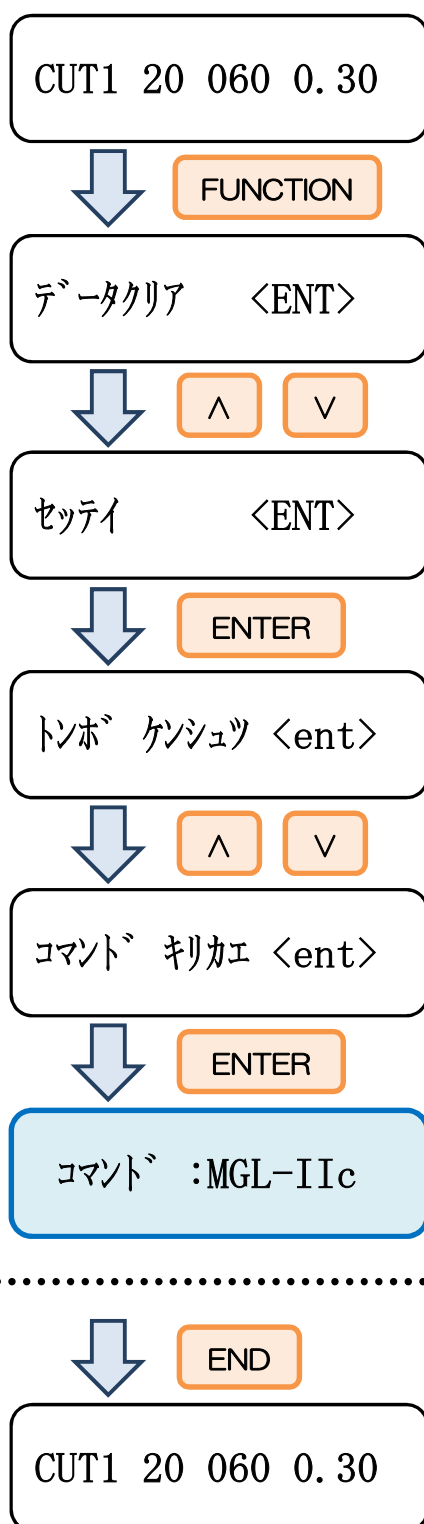 CUT1 20 060 0.30
FUNCTION
ﾃﾞｰﾀｸﾘｱ <ENT>
∧ ∨
ｾｯﾃｲ <ENT>
ENTER
ﾄﾝﾎﾞ ｹﾝｼｭﾂ <ent>
∧ ∨
ｺﾏﾝﾄﾞ ｷﾘｶｴ <ent>
ENTER
ｺﾏﾝﾄﾞ :MGL-IIc
END
CUT1 20 060 0.30